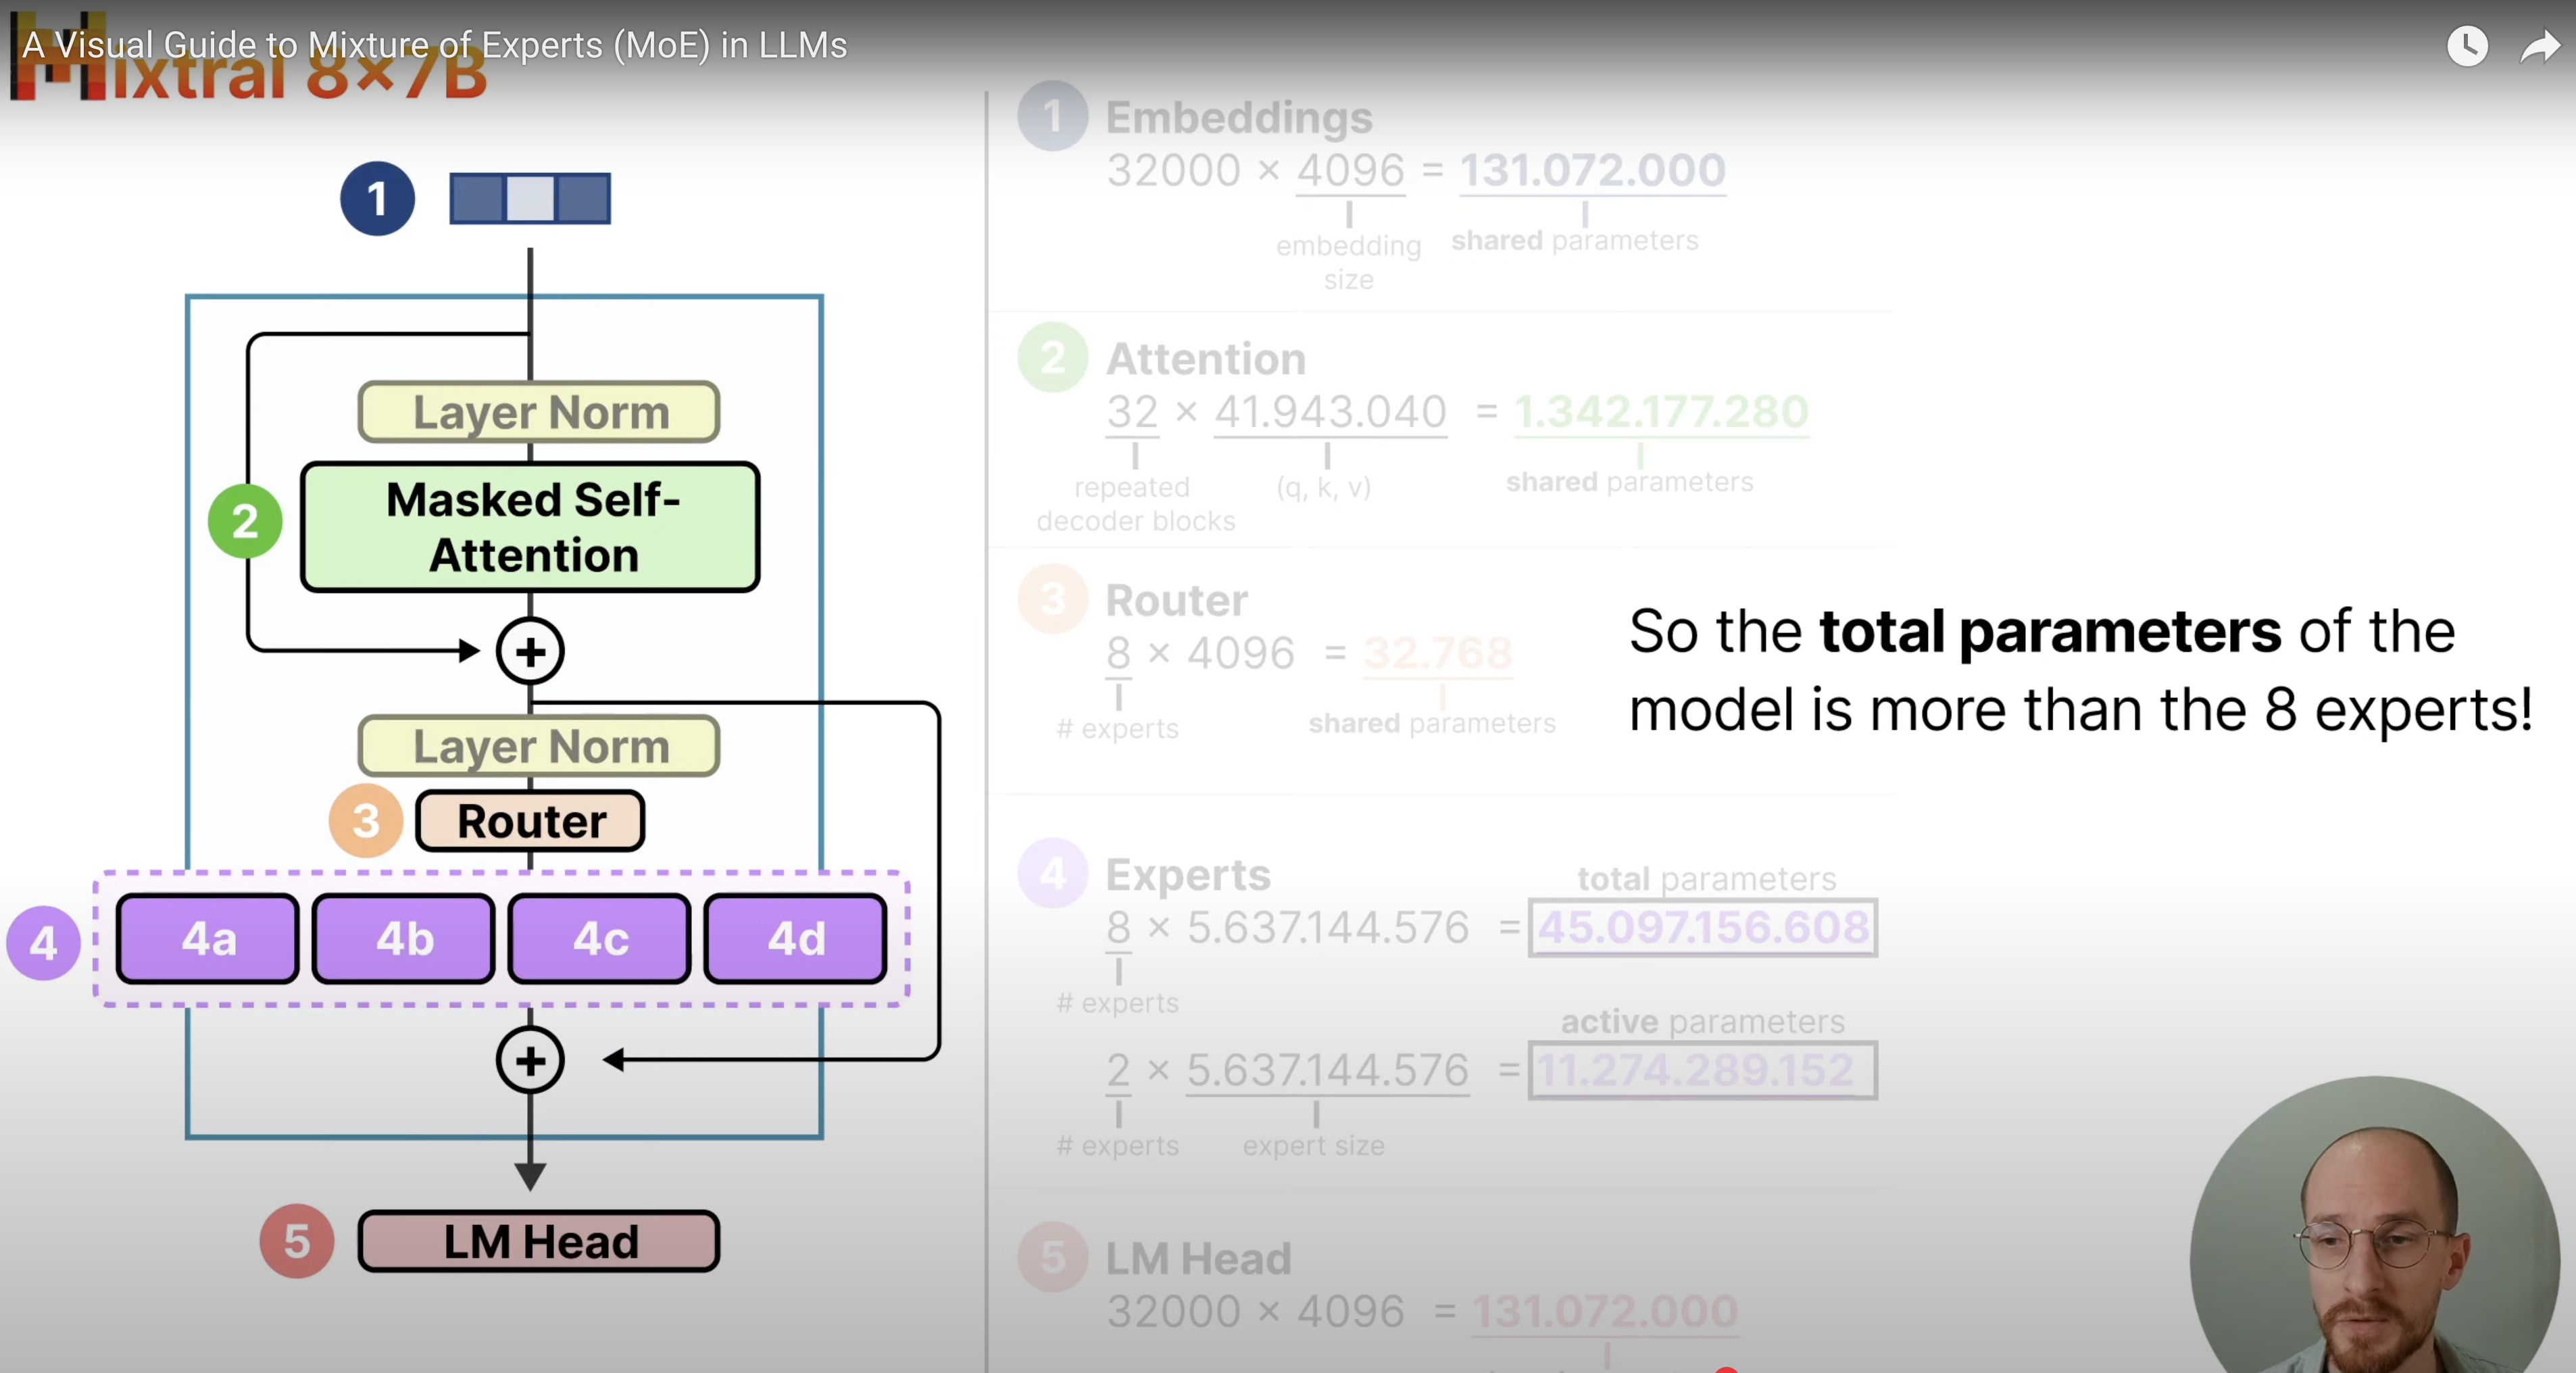 A Visual Guide to Mixture of Experts (MoE) in LLMs
Mixtral 8×7B
1
Layer Norm
2
Masked Self-
Attention
+
Layer Norm
3
Router
4
4a
4b
4c
4d
+
5
LM Head
1
Embeddings
32000 × 4096 = 131.072.000
embedding
size
shared parameters
2
Attention
32 × 41.943.040 = 1.342.177.280
repeated
decoder blocks
(q, k, v)
shared parameters
3
Router
8 × 4096 = 32.768
# experts
shared parameters
4
Experts
total parameters
8 × 5.637.144.576 = 45.097.156.608
# experts
active parameters
2 × 5.637.144.576 = 11.274.289.152
# experts
expert size
5
LM Head
32000 × 4096 = 131.072.000
So the total parameters of the
model is more than the 8 experts!